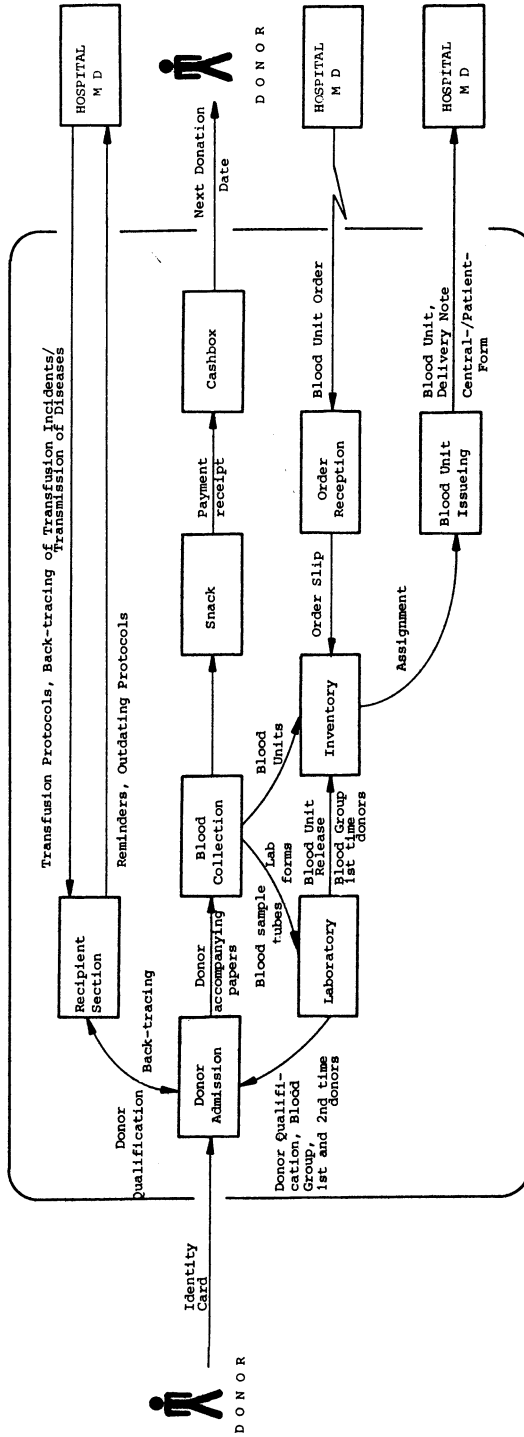 Transfusion Protocols, Back-tracing of Transfusion Incidents/
Transmission of Diseases
HOSPITAL
M D
Recipient
Section
Reminders, Outdating Protocols
Donor
Qualification
Back-tracing
Identity
Card
D O N O R
Donor
Admission
Donor
accompanying
papers
Blood
Collection
Snack
Payment
receipt
Cashbox
Next Donation
Date
D O N O R
Donor Qualifi-
cation, Blood
Group,
1st and 2nd time
donors
Blood sample
tubes
Lab
forms
Blood
Units
Laboratory
Blood Unit
Release
Blood Group
1st time
donors
Inventory
Order Slip
Order
Reception
Blood Unit Order
HOSPITAL
M D
Assignment
Blood Unit
Issueing
Blood Unit,
Delivery Note
Central-/Patient-
Form
HOSPITAL
M D